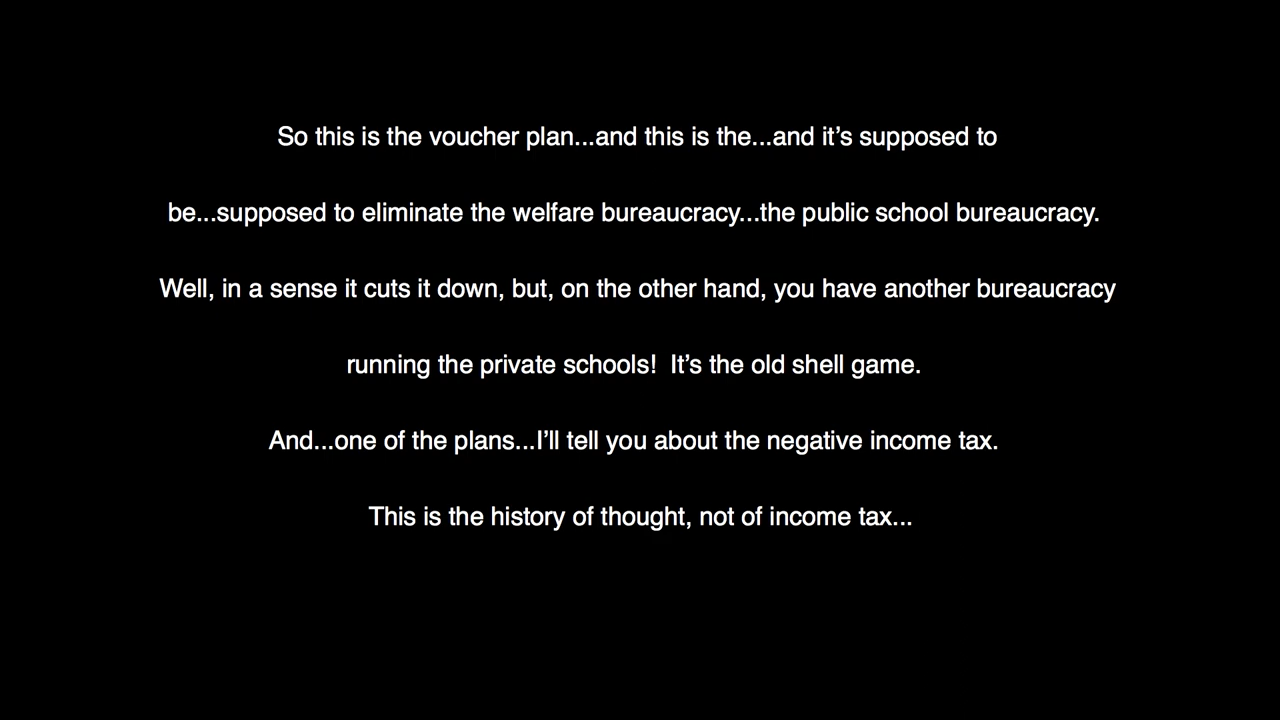 So this is the voucher plan...and this is the...and it’s supposed to
be...supposed to eliminate the welfare bureaucracy...the public school bureaucracy.
Well, in a sense it cuts it down, but, on the other hand, you have another bureaucracy
running the private schools!  It’s the old shell game.
And...one of the plans...I’ll tell you about the negative income tax.
This is the history of thought, not of income tax...